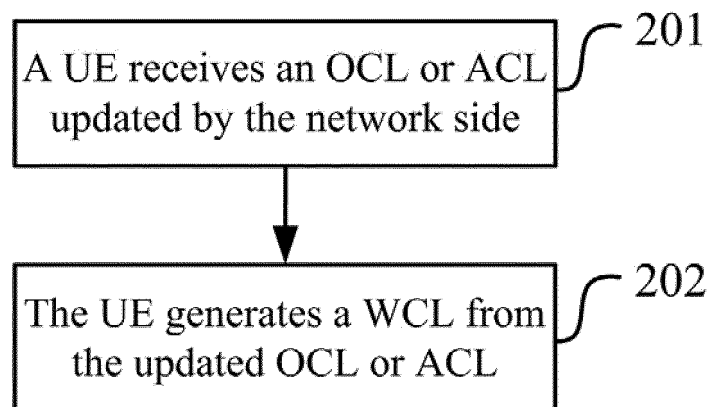 201
A UE receives an OCL or ACL
updated by the network side
202
The UE generates a WCL from
the updated OCL or ACL